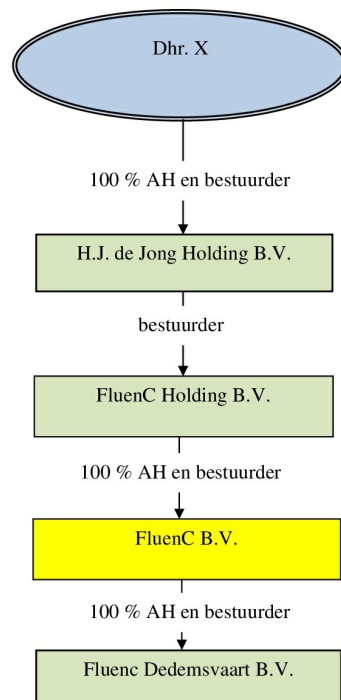 Dhr. X
100 % AH en bestuurder
H.J. de Jong Holding B.V.
bestuurder
FluenC Holding B.V.
100 % AH en bestuurder
FluenC B.V.
100 % AH en bestuurder
Fluenc Dedemsvaart B.V.